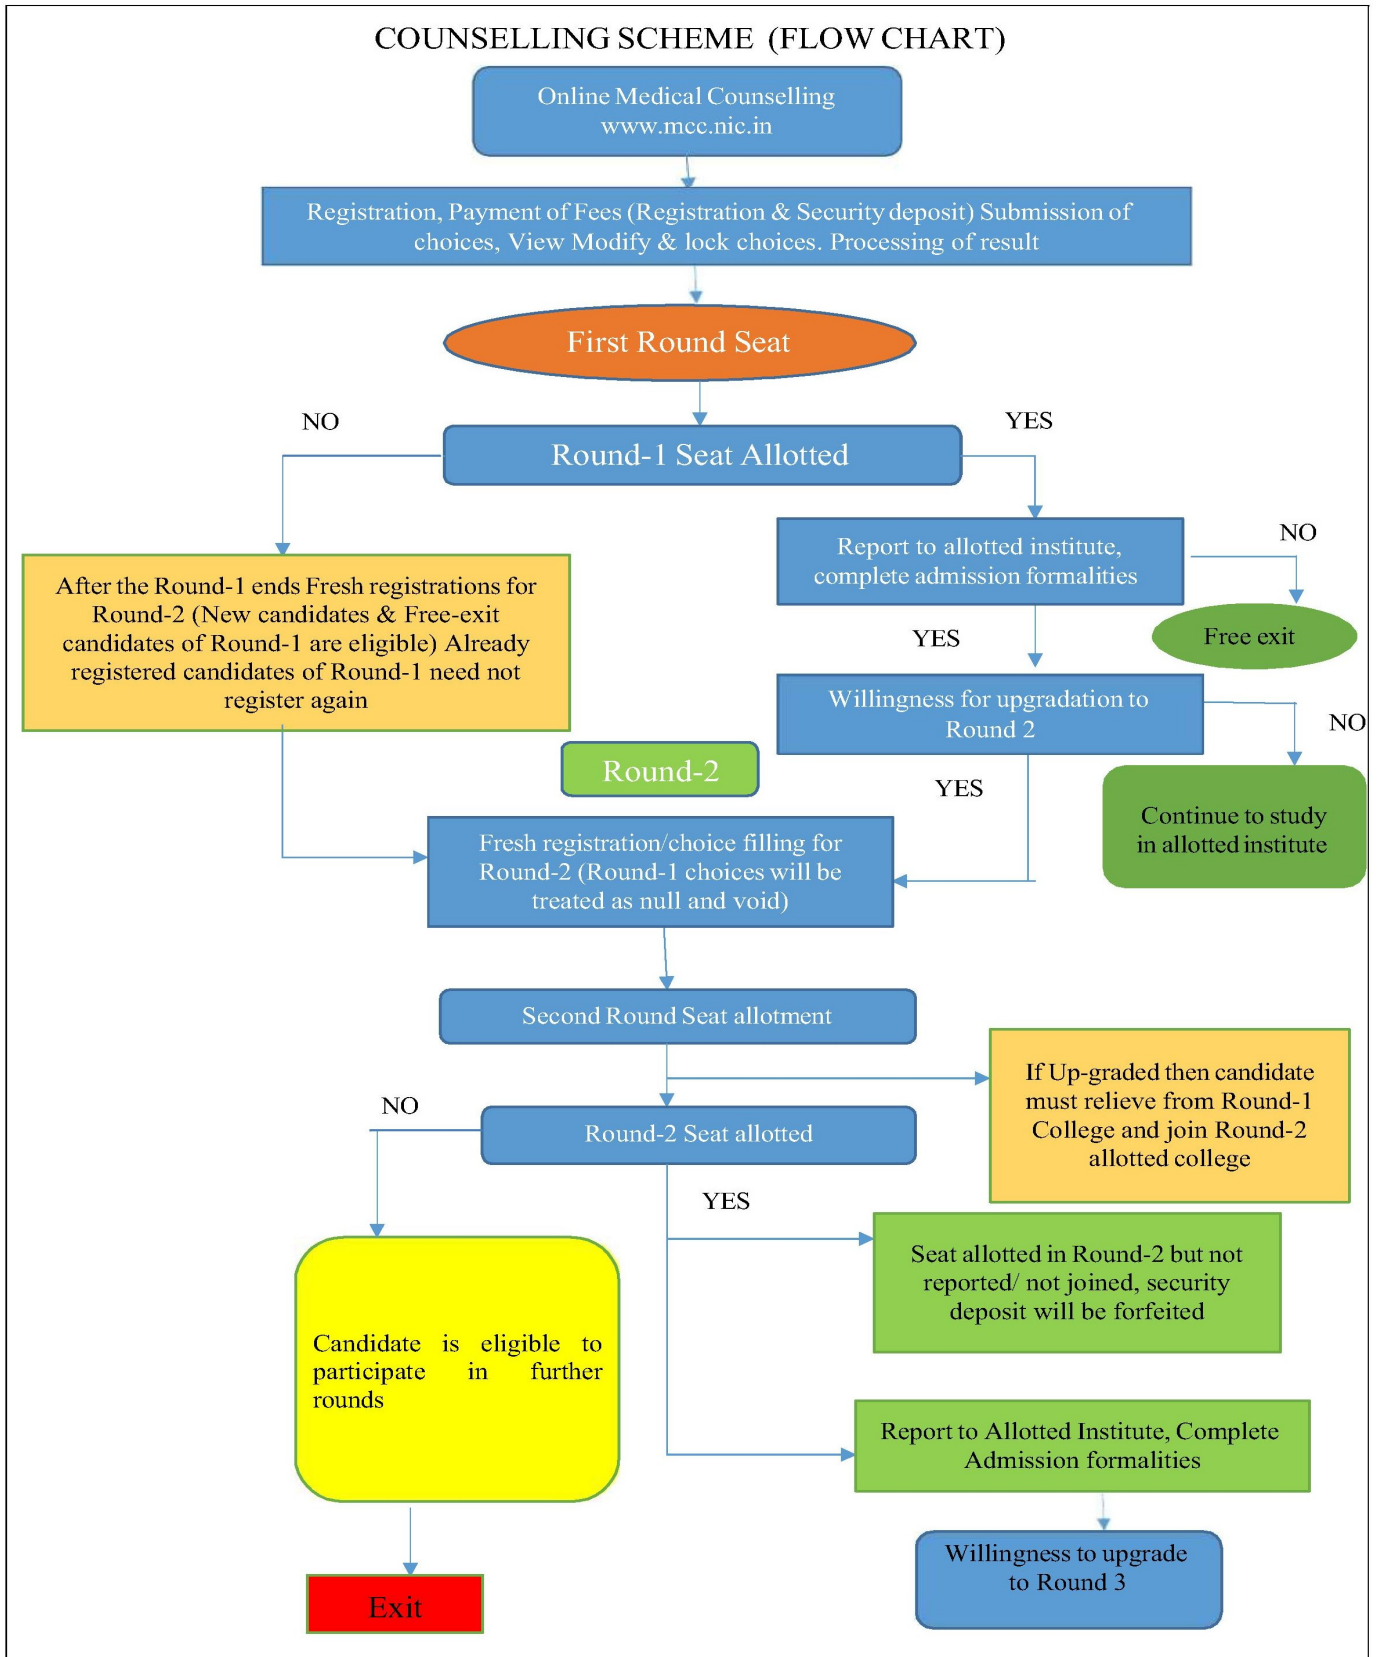 COUNSELLING SCHEME (FLOW CHART)
Online Medical Counselling
www.mcc.nic.in
Registration, Payment of Fees (Registration & Security deposit) Submission of
choices, View Modify & lock choices. Processing of result
First Round Seat
NO
YES
Round-1 Seat Allotted
Report to allotted institute,
complete admission formalities
NO
Free exit
After the Round-1 ends Fresh registrations for
Round-2 (New candidates & Free-exit
candidates of Round-1 are eligible) Already
registered candidates of Round-1 need not
register again
YES
Willingness for upgradation to
Round 2
NO
Round-2
YES
Continue to study
in allotted institute
Fresh registration/choice filling for
Round-2 (Round-1 choices will be
treated as null and void)
Second Round Seat allotment
If Up-graded then candidate
must relieve from Round-1
College and join Round-2
allotted college
NO
Round-2 Seat allotted
YES
Seat allotted in Round-2 but not
reported/ not joined, security
deposit will be forfeited
Candidate is eligible to
participate in further
rounds
Report to Allotted Institute, Complete
Admission formalities
Willingness to upgrade
to Round 3
Exit